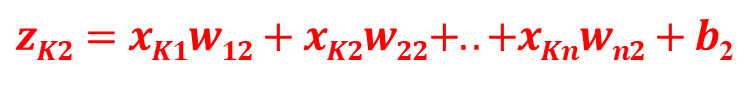 z_{K2} = x_{K1}w_{12} + x_{K2}w_{22}+..+x_{Kn}w_{n2} + b_2